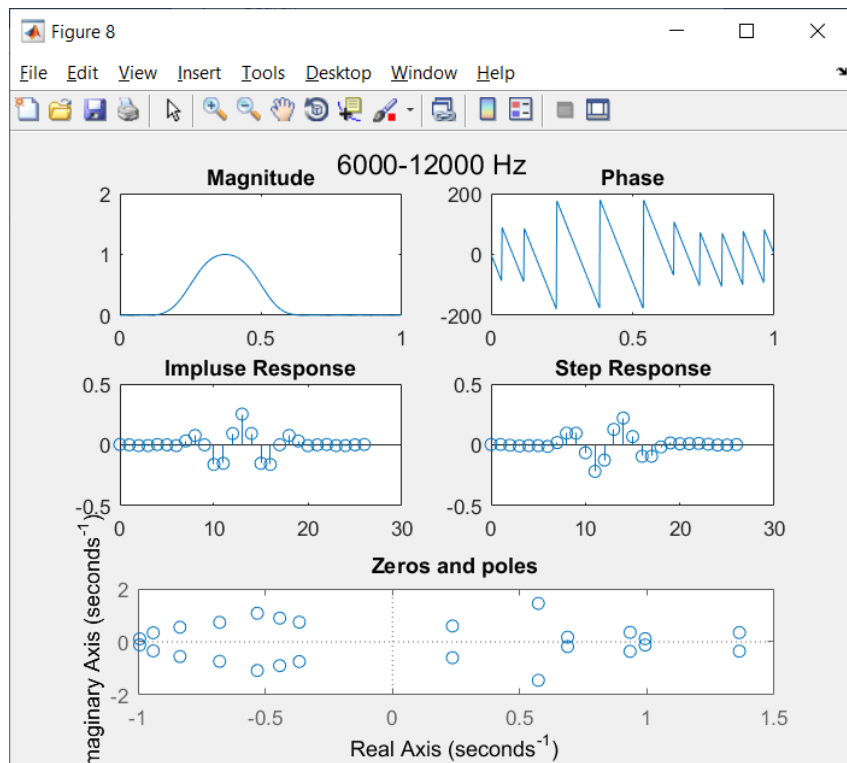 Figure 8
File Edit View Insert Tools Desktop Window Help
6000-12000 Hz
Magnitude
Phase
2
1
0
0 0.5 1
200
0
-200
0 0.5 1
Impluse Response
Step Response
0.5
0
-0.5
0 10 20 30
0.5
0
-0.5
0 10 20 30
Zeros and poles
maginary Axis (seconds⁻¹)
2
0
-2
-1 -0.5 0 0.5 1 1.5
Real Axis (seconds⁻¹)